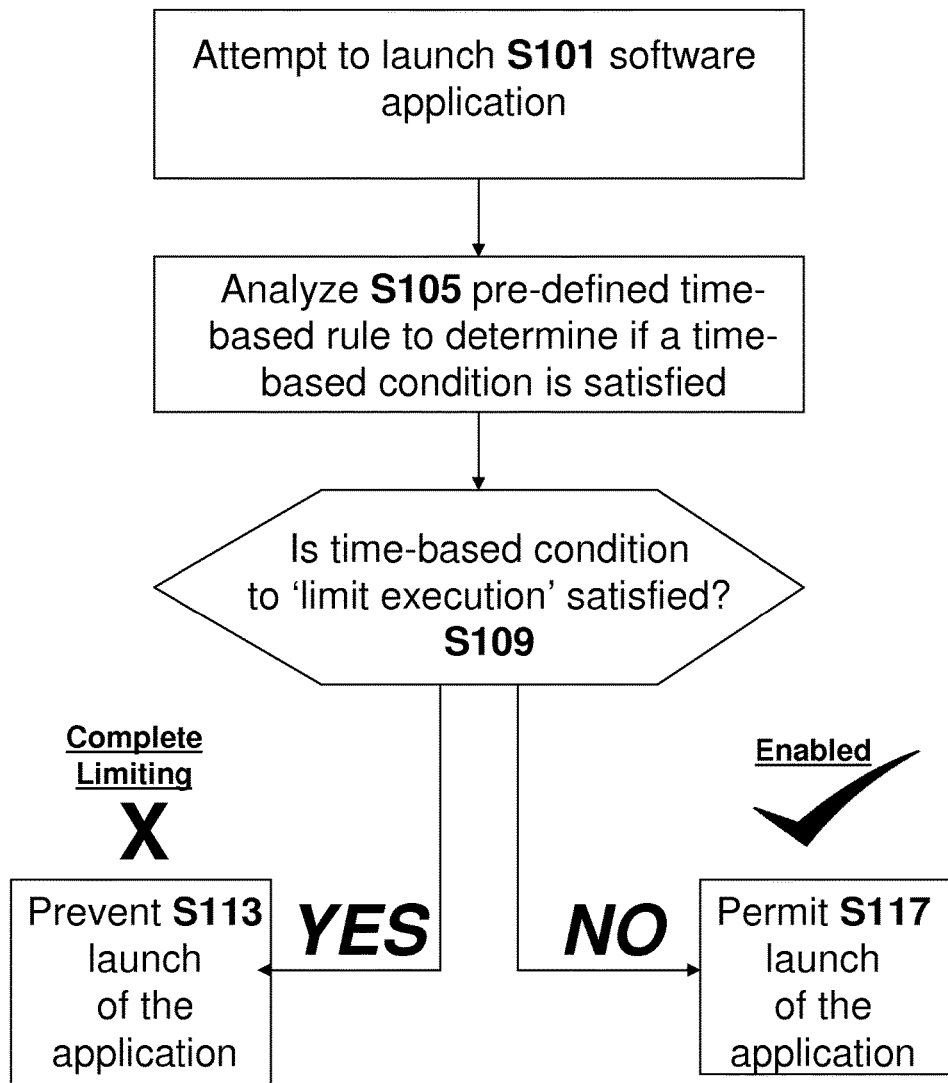 Attempt to launch S101 software
application
Analyze S105 pre-defined time-
based rule to determine if a time-
based condition is satisfied
Is time-based condition
to ‘limit execution’ satisfied?
S109
Complete
Limiting
X
Enabled
YES
NO
Prevent S113
launch
of the
application
Permit S117
launch
of the
application